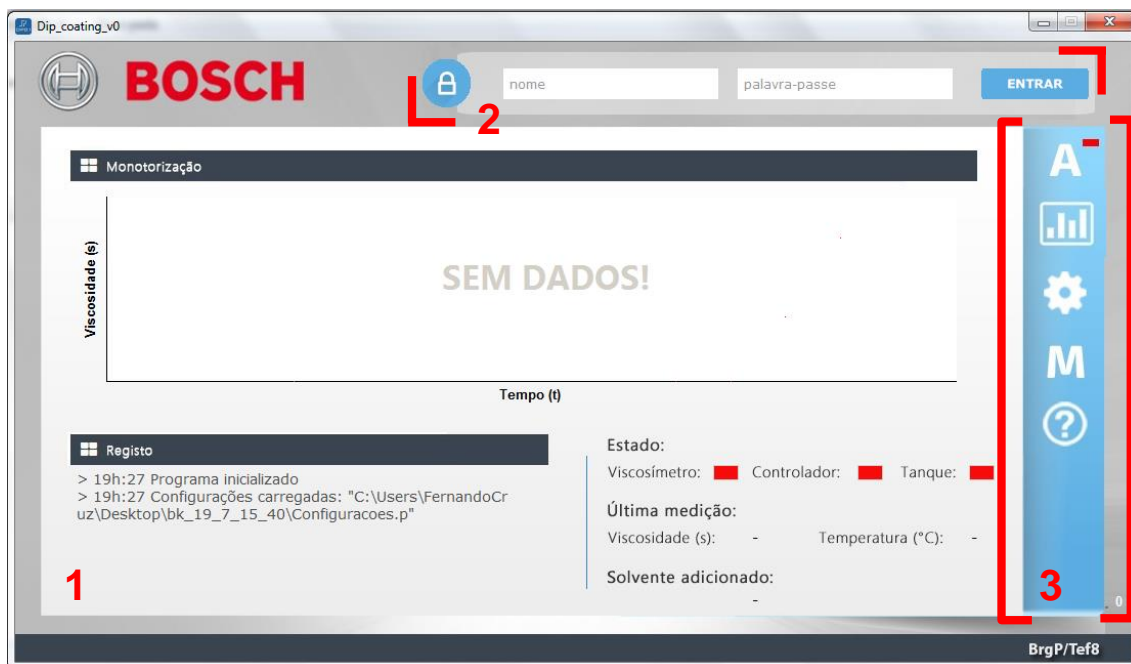 Dip_coating_v0
BOSCH
nome
palavra-passe
ENTRAR
2
Monotorização
A
Viscosidade (s)
SEM DADOS!
Tempo (t)
M
?
Registo
> 19h:27 Programa inicializado
> 19h:27 Configurações carregadas: "C:\Users\FernandoCr
uz\Desktop\bk_19_7_15_40\Configuracoes.p"
Estado:
Viscosímetro: Controlador: Tanque:
Última medição:
Viscosidade (s): - Temperatura (°C): -
Solvente adicionado:
-
1
3
0
BrgP/Tef8